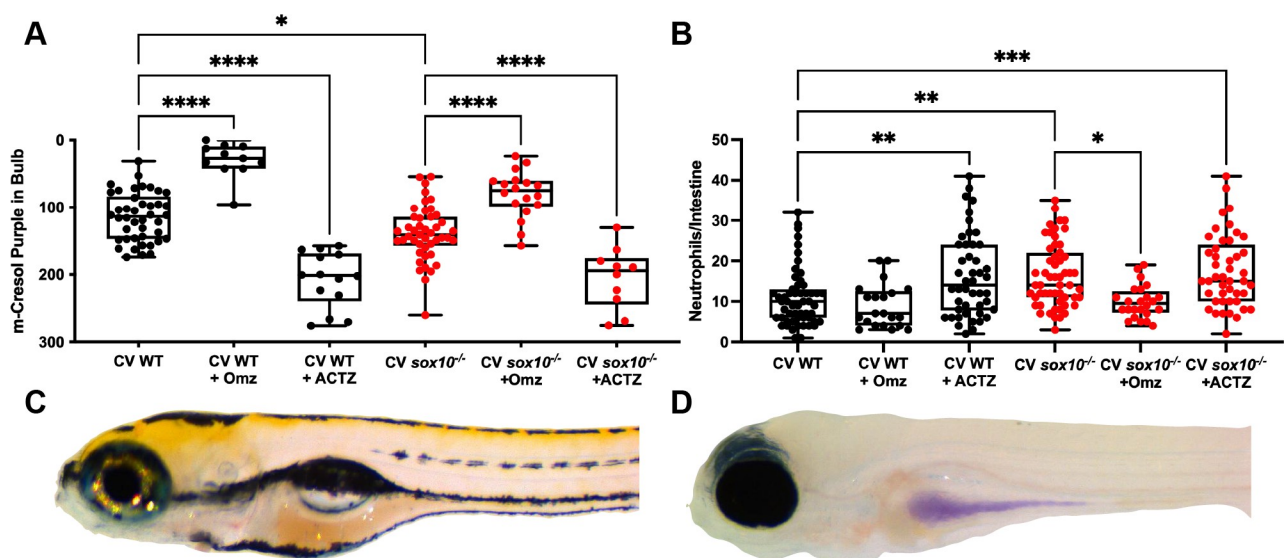 A
B
*
****
****
****
****
***
**
**
*
m-Cresol Purple in Bulb
0
100
200
300
CV WT
CV WT
+ Omz
CV WT
+ ACTZ
CV sox10-/-
CV sox10-/-
+Omz
CV sox10-/-
+ACTZ
Neutrophils/Intestine
50
40
30
20
10
0
CV WT
CV WT
+ Omz
CV WT
+ ACTZ
CV sox10-/-
CV sox10-/-
+Omz
CV sox10-/-
+ACTZ
C
D